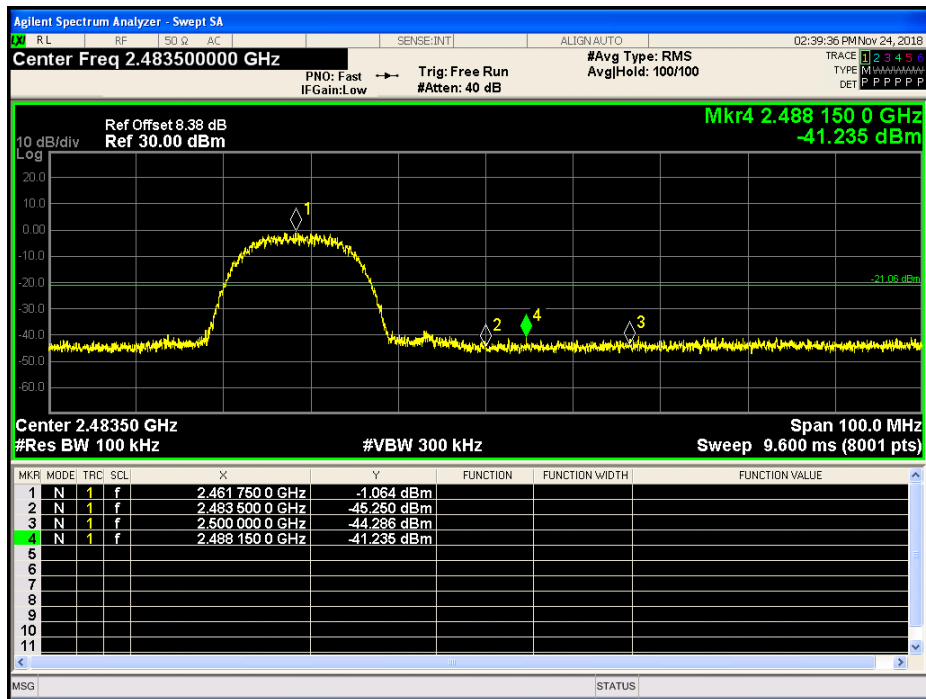 Agilent Spectrum Analyzer - Swept SA
LXI RL RF 50 Ω AC SENSE:INT ALIGN AUTO 02:39:36 PM Nov 24, 2018
Center Freq 2.483500000 GHz
#Avg Type: RMS
TRACE 1 2 3 4 5 6
PNO: Fast Trig: Free Run Avg|Hold: 100/100
TYPE M W W W W W
IFGain:Low #Atten: 40 dB
DET P P P P P P
Mkr4 2.488 150 0 GHz
-41.235 dBm
Ref Offset 8.38 dB
10 dB/div Ref 30.00 dBm
Log
20.0
10.0
0.00
-10.0
-20.0
-30.0
-40.0
-50.0
-60.0
1
-21.06 dBm
2
4
3
Center 2.48350 GHz Span 100.0 MHz
#Res BW 100 kHz #VBW 300 kHz Sweep 9.600 ms (8001 pts)
MKR MODE TRC SCL X Y FUNCTION FUNCTION WIDTH FUNCTION VALUE
1 N 1 f 2.461 750 0 GHz -1.064 dBm
2 N 1 f 2.483 500 0 GHz -45.250 dBm
3 N 1 f 2.500 000 0 GHz -44.286 dBm
4 N 1 f 2.488 150 0 GHz -41.235 dBm
5
6
7
8
9
10
11
MSG STATUS